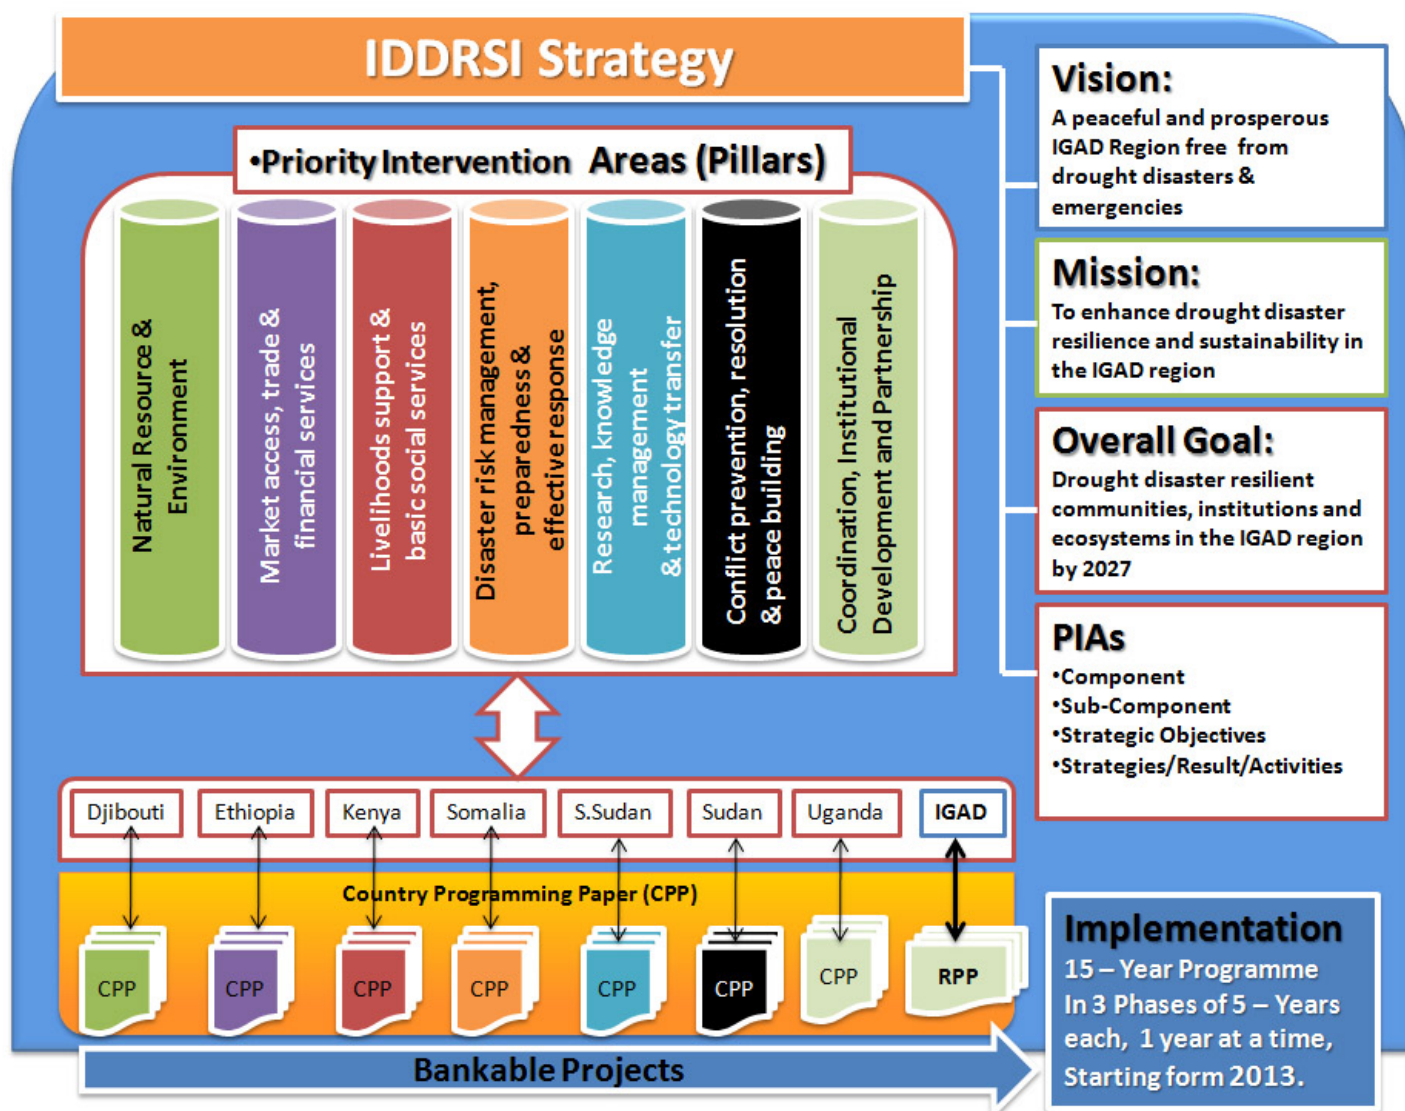 IDDRSI Strategy
•Priority Intervention Areas (Pillars)
Natural Resource &
Environment
Market access, trade &
financial services
Livelihoods support &
basic social services
Disaster risk management,
preparedness &
effective response
Research, knowledge
management
& technology transfer
Conflict prevention, resolution
& peace building
Coordination, Institutional
Development and Partnership
Vision:
A peaceful and prosperous
IGAD Region free from
drought disasters &
emergencies
Mission:
To enhance drought disaster
resilience and sustainability in
the IGAD region
Overall Goal:
Drought disaster resilient
communities, institutions and
ecosystems in the IGAD region
by 2027
PIAs
•Component
•Sub-Component
•Strategic Objectives
•Strategies/Result/Activities
Djibouti
Ethiopia
Kenya
Somalia
S.Sudan
Sudan
Uganda
IGAD
Country Programming Paper (CPP)
CPP
CPP
CPP
CPP
CPP
CPP
CPP
RPP
Bankable Projects
Implementation
15 – Year Programme
In 3 Phases of 5 – Years
each, 1 year at a time,
Starting form 2013.